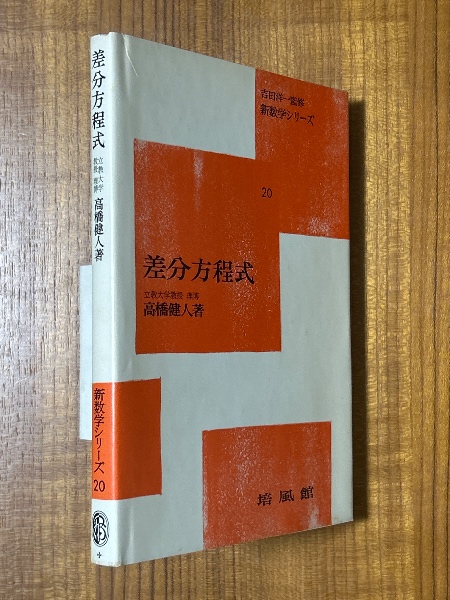 差分方程式
立教大学
教授 理博
高橋健人著
新数学シリーズ
20
吉田洋一監修
新数学シリーズ
20
差分方程式
立教大学教授 理博
高橋健人著
培風館